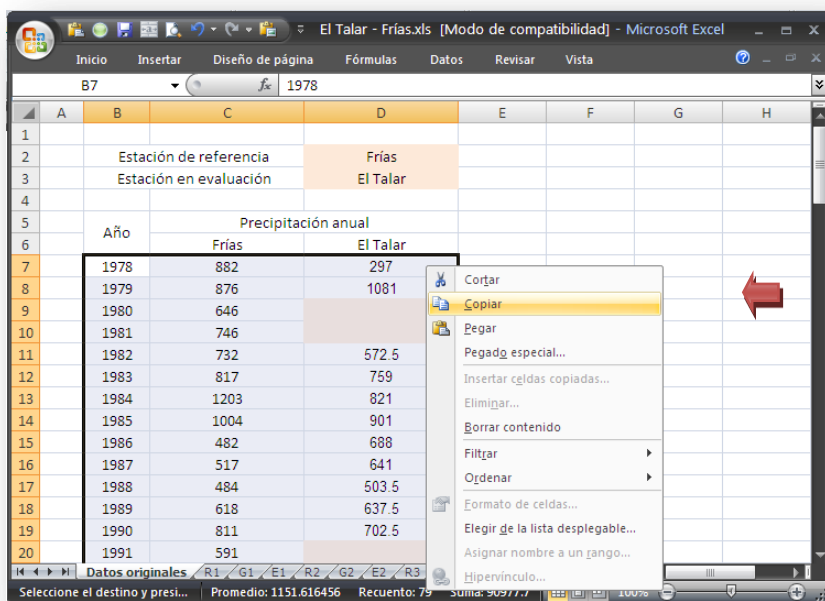 El Talar - Frías.xls [Modo de compatibilidad] - Microsoft Excel
Inicio Insertar Diseño de página Fórmulas Datos Revisar Vista
B7 fx 1978
A B C D E F G H
1
2 Estación de referencia Frías
3 Estación en evaluación El Talar
4
5 Año Precipitación anual
6 Frías El Talar
7 1978 882 297
8 1979 876 1081
9 1980 646
10 1981 746
11 1982 732 572.5
12 1983 817 759
13 1984 1203 821
14 1985 1004 901
15 1986 482 688
16 1987 517 641
17 1988 484 503.5
18 1989 618 637.5
19 1990 811 702.5
20 1991 591
Cortar
Copiar
Pegar
Pegado especial...
Insertar celdas copiadas...
Eliminar...
Borrar contenido
Filtrar
Ordenar
Formato de celdas...
Elegir de la lista desplegable...
Asignar nombre a un rango...
Hipervínculo...
Datos originales R1 G1 E1 R2 G2 E2 R3
Seleccione el destino y presi... Promedio: 1151.616456 Recuento: 79 Suma: 90977.7 100%